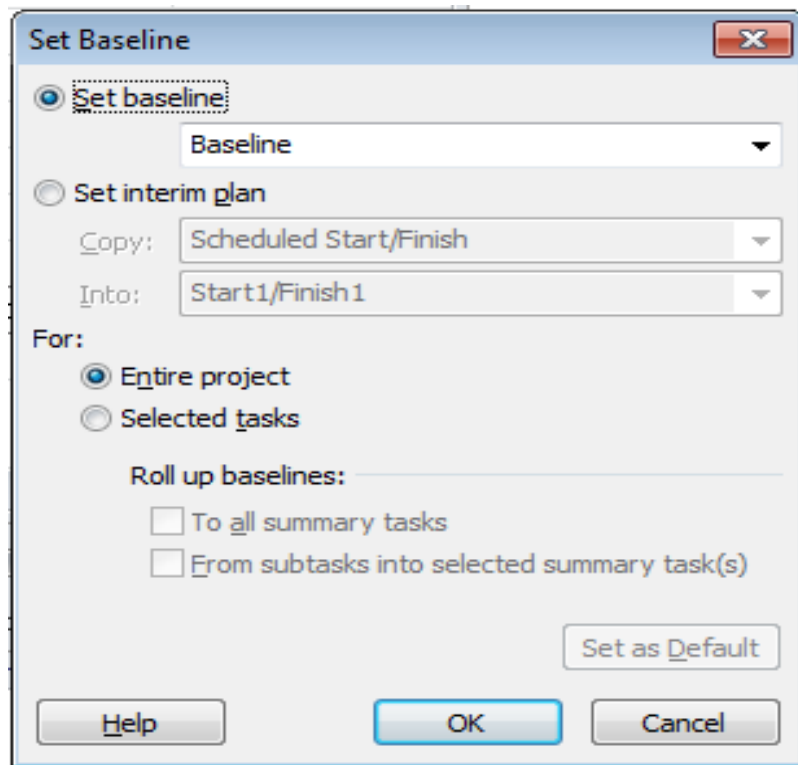 Set Baseline
Set baseline
Baseline
Set interim plan
Copy: Scheduled Start/Finish
Into: Start1/Finish1
For:
Entire project
Selected tasks
Roll up baselines:
To all summary tasks
From subtasks into selected summary task(s)
Set as Default
Help OK Cancel